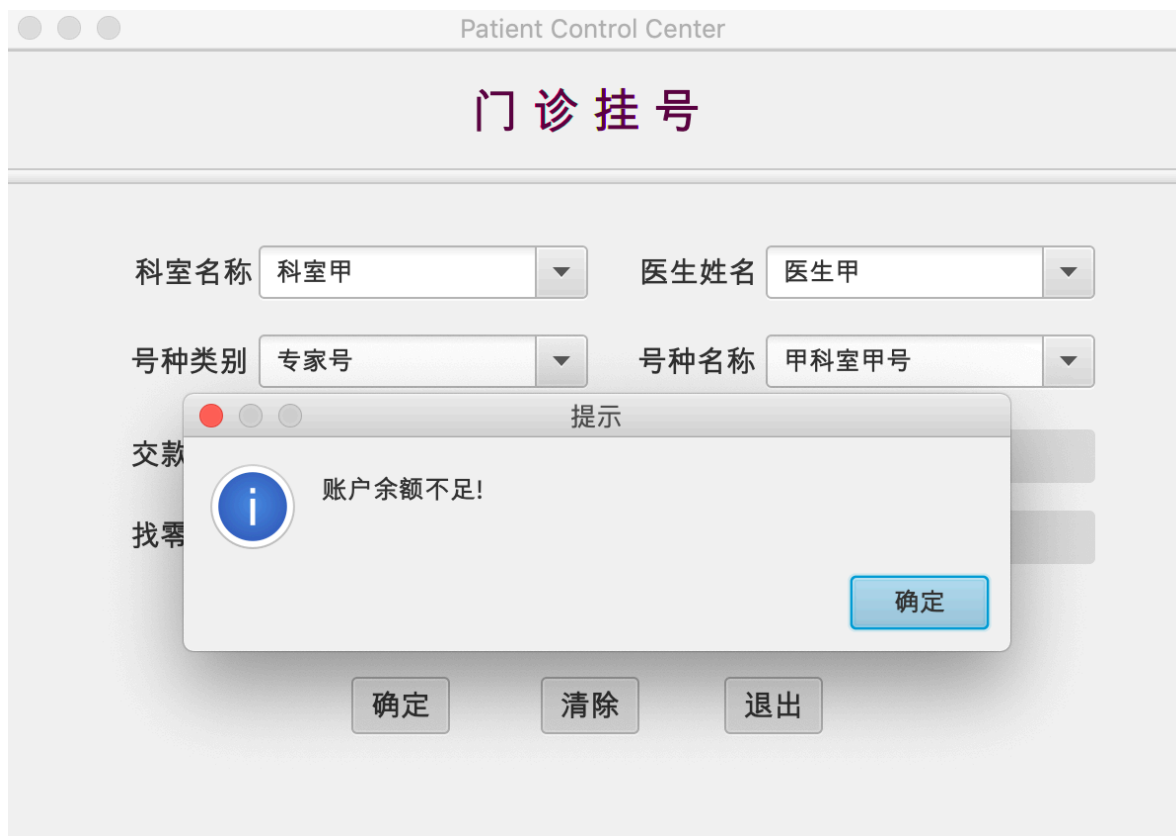 Patient Control Center
门诊挂号
科室名称 科室甲 医生姓名 医生甲
号种类别 专家号 号种名称 甲科室甲号
提示
交款
账户余额不足!
找零
确定
确定 清除 退出